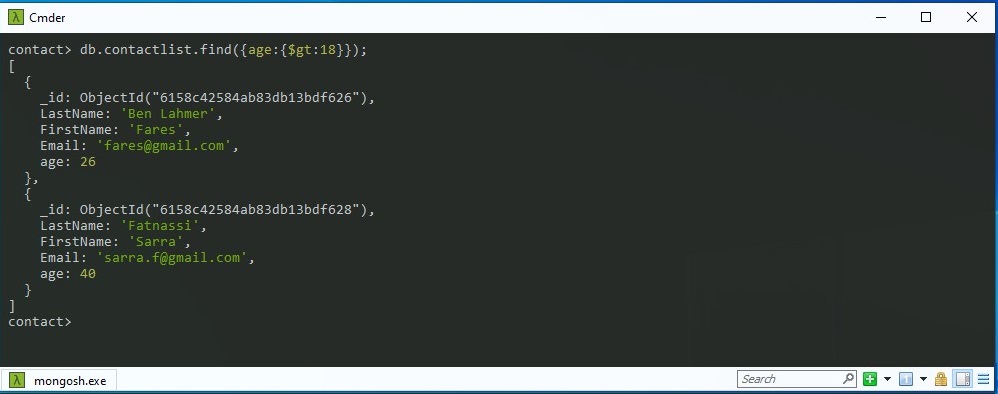 Cmder
contact> db.contactlist.find({age:{$gt:18}});
[
  {
    _id: ObjectId("6158c42584ab83db13bdf626"),
    LastName: 'Ben Lahmer',
    FirstName: 'Fares',
    Email: 'fares@gmail.com',
    age: 26
  },
  {
    _id: ObjectId("6158c42584ab83db13bdf628"),
    LastName: 'Fatnassi',
    FirstName: 'Sarra',
    Email: 'sarra.f@gmail.com',
    age: 40
  }
]
contact>
mongosh.exe
Search